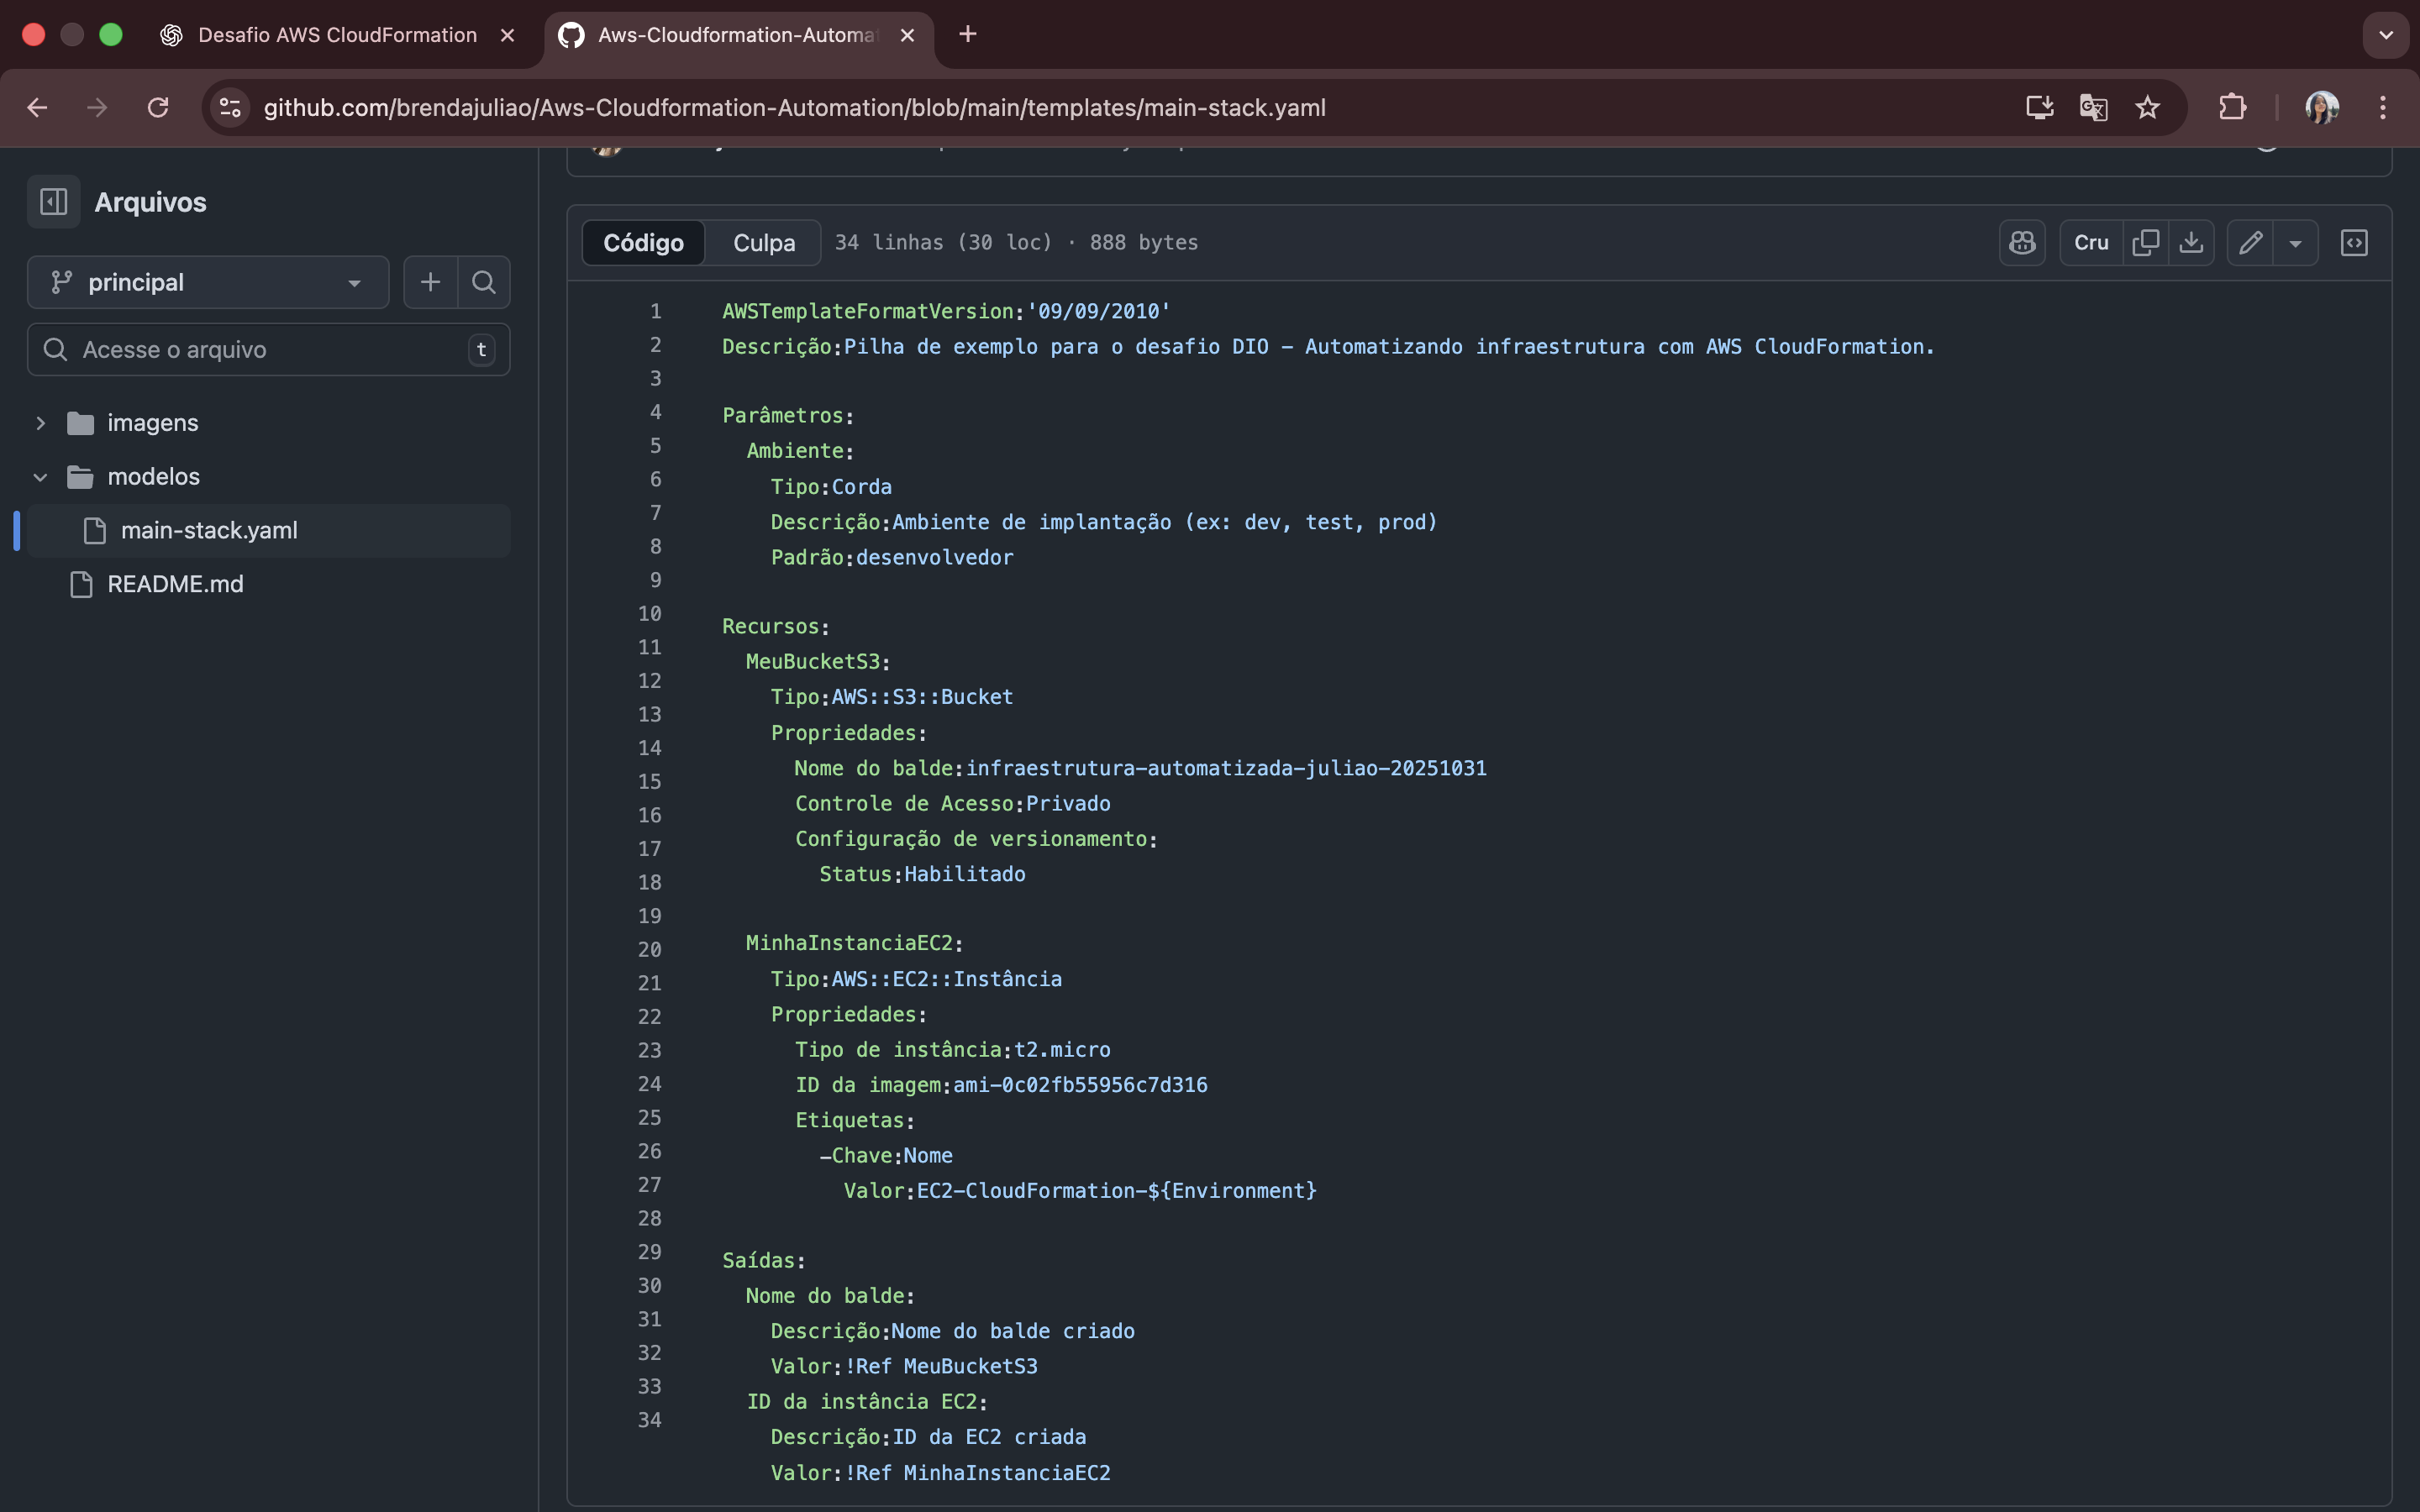 Desafio AWS CloudFormation
Aws-Cloudformation-Automa
github.com/brendajuliao/Aws-Cloudformation-Automation/blob/main/templates/main-stack.yaml
Arquivos
principal
Acesse o arquivo
t
imagens
modelos
main-stack.yaml
README.md
Código
Culpa
34 linhas (30 loc) · 888 bytes
Cru
1 AWSTemplateFormatVersion:'09/09/2010'
2 Descrição:Pilha de exemplo para o desafio DIO – Automatizando infraestrutura com AWS CloudFormation.
3
4 Parâmetros:
5 Ambiente:
6 Tipo:Corda
7 Descrição:Ambiente de implantação (ex: dev, test, prod)
8 Padrão:desenvolvedor
9
10 Recursos:
11 MeuBucketS3:
12 Tipo:AWS::S3::Bucket
13 Propriedades:
14 Nome do balde:infraestrutura-automatizada-juliao-20251031
15 Controle de Acesso:Privado
16 Configuração de versionamento:
17 Status:Habilitado
18
19 MinhaInstanciaEC2:
20 Tipo:AWS::EC2::Instância
21 Propriedades:
22 Tipo de instância:t2.micro
23 ID da imagem:ami-0c02fb55956c7d316
24 Etiquetas:
25 -Chave:Nome
26 Valor:EC2-CloudFormation-${Environment}
27
28 Saídas:
29 Nome do balde:
30 Descrição:Nome do balde criado
31 Valor:!Ref MeuBucketS3
32 ID da instância EC2:
33 Descrição:ID da EC2 criada
34 Valor:!Ref MinhaInstanciaEC2